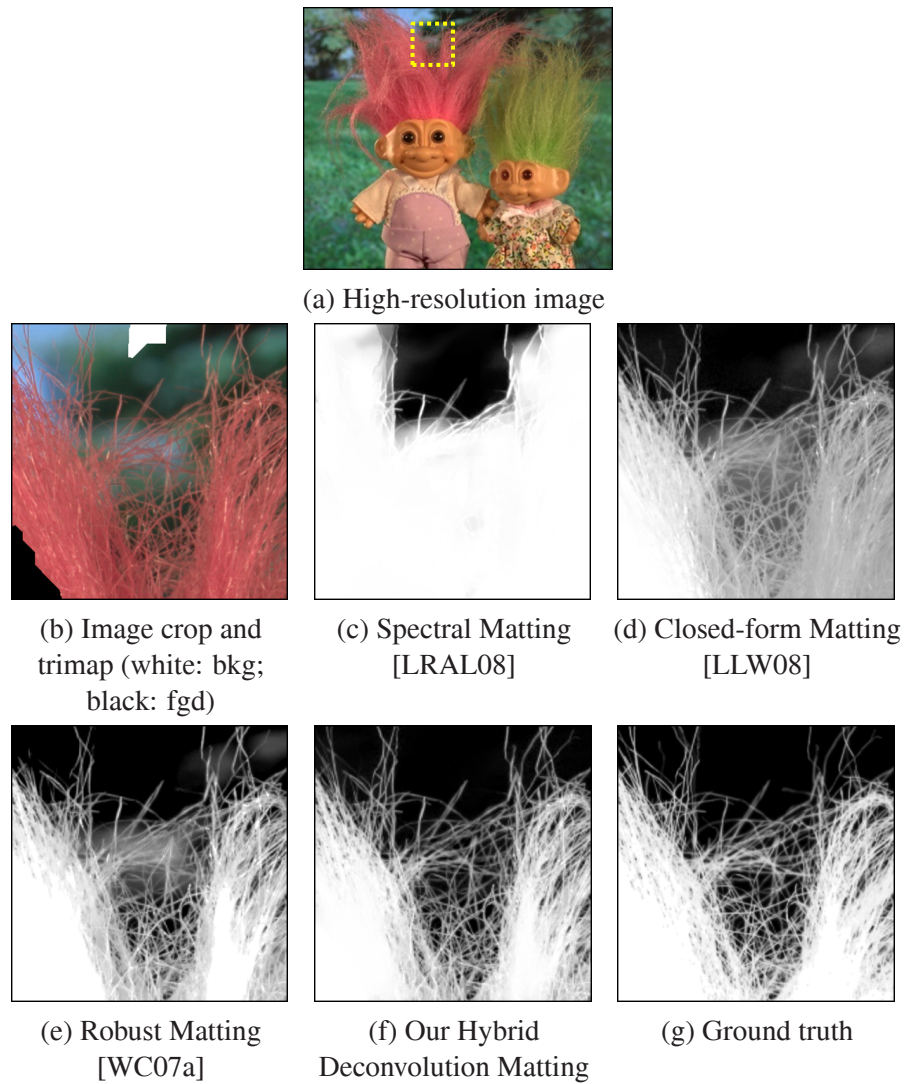 (a) High-resolution image
(b) Image crop and
trimap (white: bkg;
black: fgd)
(c) Spectral Matting
[LRAL08]
(d) Closed-form Matting
[LLW08]
(e) Robust Matting
[WC07a]
(f) Our Hybrid
Deconvolution Matting
(g) Ground truth